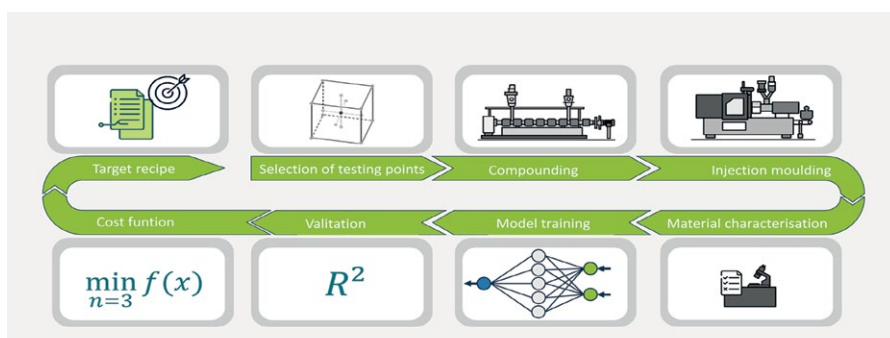 Target recipe
Selection of testing points
Compounding
Injection moulding
Cost funtion
Valitation
Model training
Material characterisation
min f(x)
n=3
R²